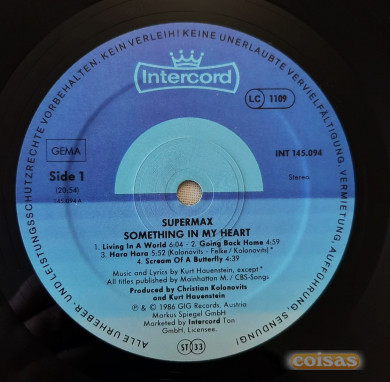 ALLE URHEBER- UND LEISTUNGSSCHUTZRECHTE VORBEHALTEN. KEIN VERLEIH! KEINE UNERLAUBTE VERVIELFÄLTIGUNG, VERMIETUNG, AUFFÜHRUNG, SENDUNG!
Intercord
LC 1109
GEMA
INT 145.094
Side 1
(20:54)
Stereo
145.094 A
SUPERMAX
SOMETHING IN MY HEART
1. Living In A World 6:04 - 2. Going Back Home 4:59
3. Hara Hara 5:52 (Kolonovits - Felke / Kolonovits) *
4. Scream Of A Butterfly 4:39
Music and Lyrics by Kurt Hauenstein, except *
All titles published by Mainhatton M. / CBS-Songs
Produced by Christian Kolonovits
and Kurt Hauenstein
℗ & © 1986 GIG Records, Austria
Markus Spiegel GmbH
Marketed by Intercord Ton
GmbH, Licensee.
ST 33
coisas